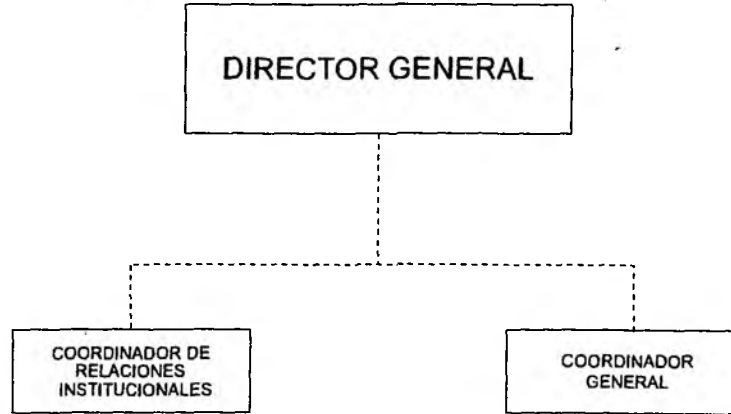 DIRECTOR GENERAL
COORDINADOR DE
RELACIONES
INSTITUCIONALES
COORDINADOR
GENERAL